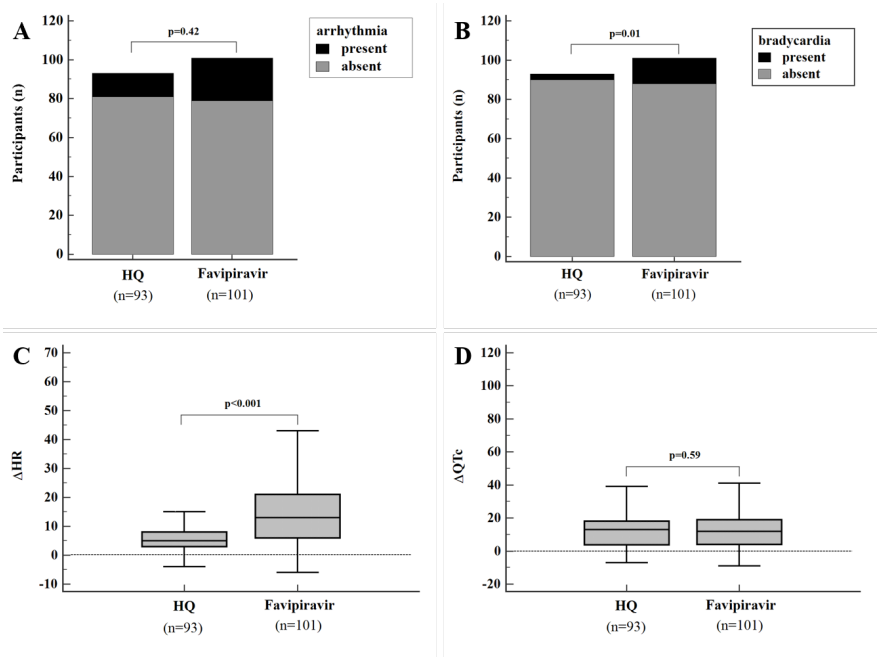 A
Participants (n)
120
100
80
60
40
20
0
p=0.42
arrhythmia
present
absent
HQ
(n=93)
Favipiravir
(n=101)
B
Participants (n)
120
100
80
60
40
20
0
p=0.01
bradycardia
present
absent
HQ
(n=93)
Favipiravir
(n=101)
C
ΔHR
70
60
50
40
30
20
10
0
-10
p<0.001
HQ
(n=93)
Favipiravir
(n=101)
D
ΔQTc
120
100
80
60
40
20
0
-20
p=0.59
HQ
(n=93)
Favipiravir
(n=101)